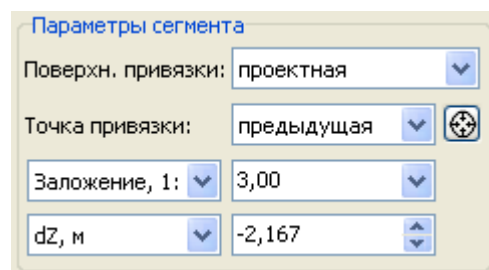 Параметры сегмента
Поверхн. привязки: проектная
Точка привязки: предыдущая
Заложение, 1: 3,00
dZ, м -2,167